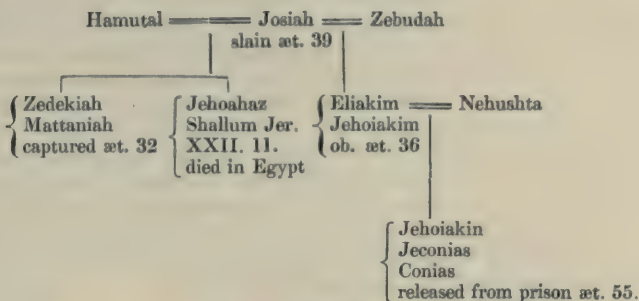 Hamutal Josiah Zebudah
slain æt. 39
Zedekiah
Mattaniah
captured æt. 32
Jehoahaz
Shallum Jer.
XXII. 11.
died in Egypt
Eliakim
Jehoiakim
ob. æt. 36
Nehushta
Jehoiakin
Jeconias
Conias
released from prison æt. 55.